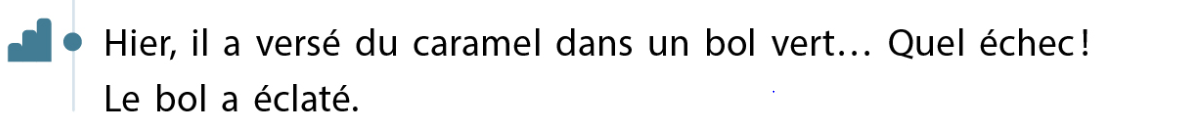 Hier, il a versé du caramel dans un bol vert… Quel échec !
Le bol a éclaté.